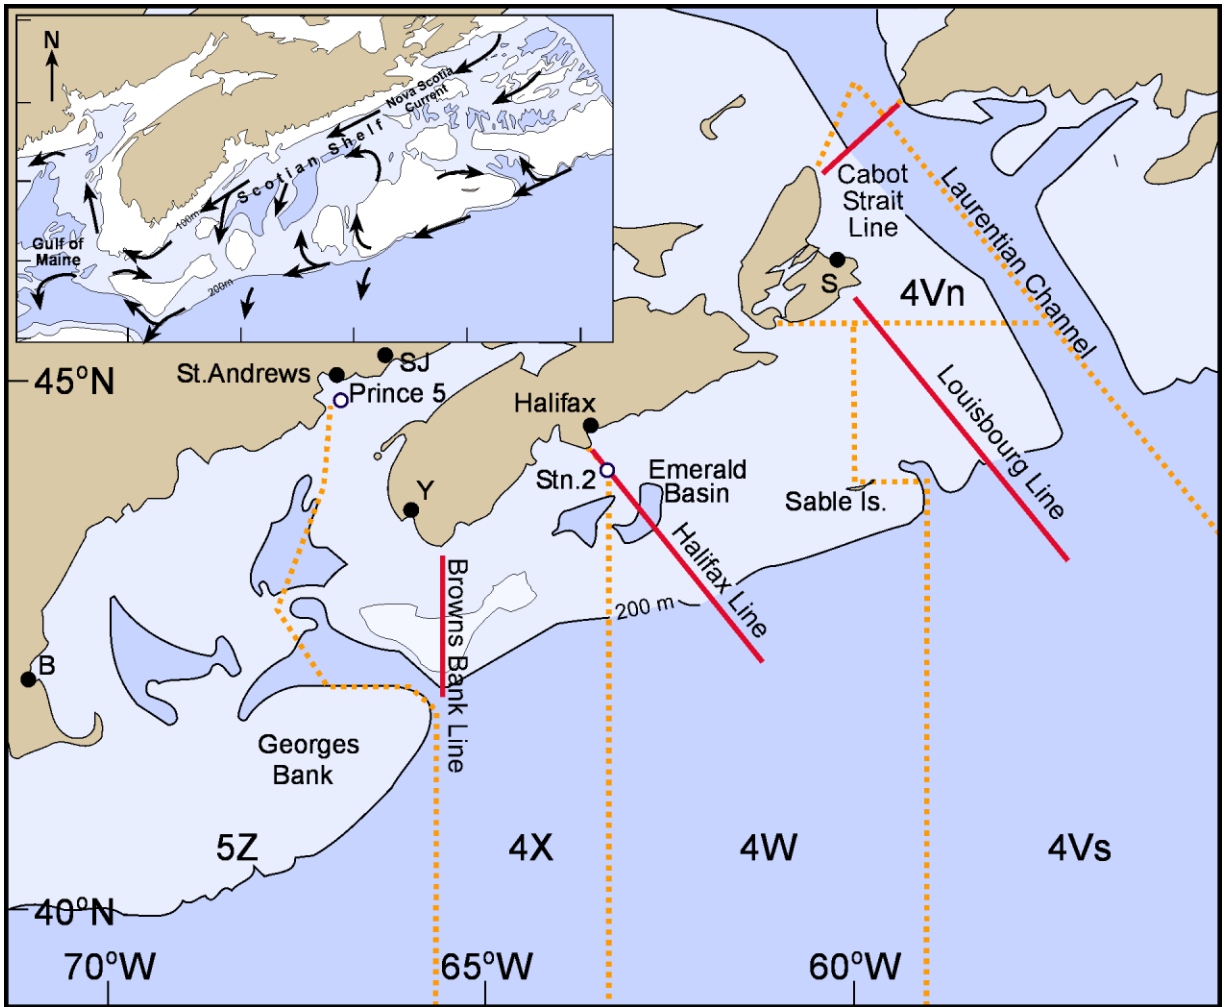 N
Nova Scotia
Current
Scotian Shelf
100m
Gulf of
Maine
200m
Cabot
Strait
Line
Laurentian Channel
S
4Vn
SJ
St.Andrews
45°N
Prince 5
Halifax
Louisbourg Line
Stn.2
Emerald
Basin
Y
Sable Is.
Halifax Line
Browns Bank Line
200 m
B
Georges
Bank
5Z
4X
4W
4Vs
40°N
70°W
65°W
60°W